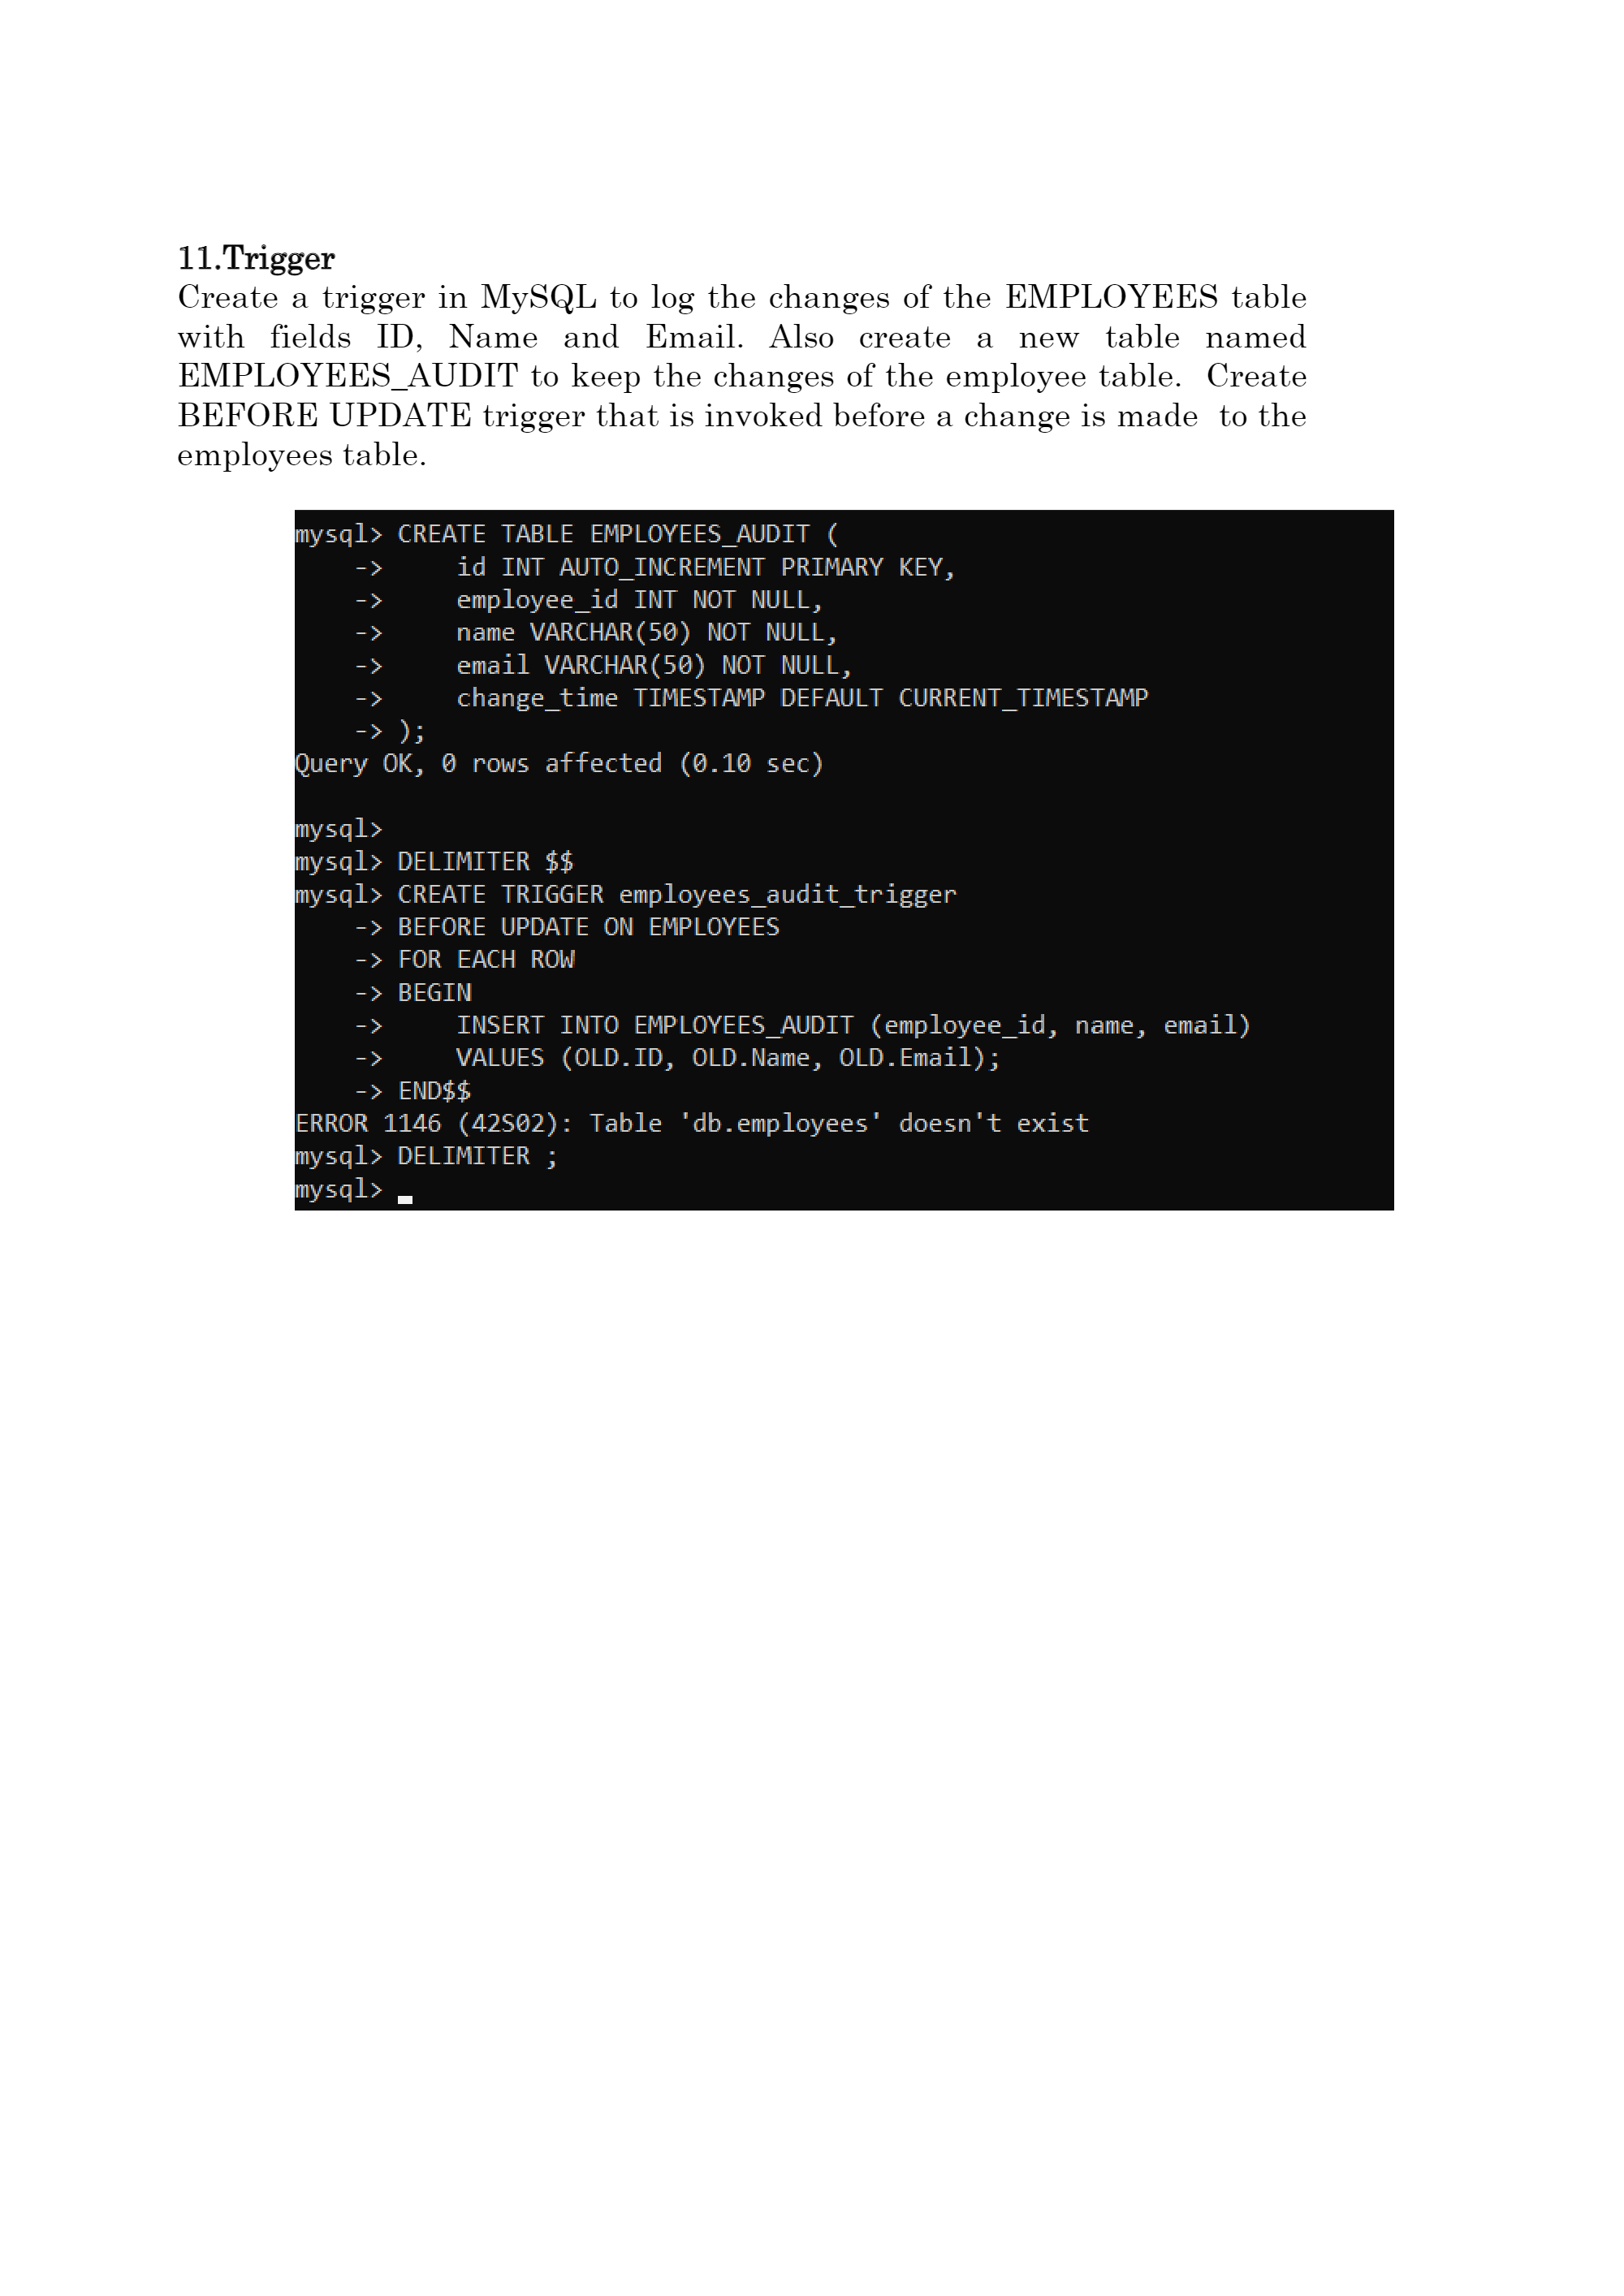 11.Trigger
Create a trigger in MySQL to log the changes of the EMPLOYEES table
with fields ID, Name and Email. Also create a new table named
EMPLOYEES_AUDIT to keep the changes of the employee table. Create
BEFORE UPDATE trigger that is invoked before a change is made to the
employees table.
mysql> CREATE TABLE EMPLOYEES_AUDIT (
    ->     id INT AUTO_INCREMENT PRIMARY KEY,
    ->     employee_id INT NOT NULL,
    ->     name VARCHAR(50) NOT NULL,
    ->     email VARCHAR(50) NOT NULL,
    ->     change_time TIMESTAMP DEFAULT CURRENT_TIMESTAMP
    -> );
Query OK, 0 rows affected (0.10 sec)
mysql>
mysql> DELIMITER $$
mysql> CREATE TRIGGER employees_audit_trigger
    -> BEFORE UPDATE ON EMPLOYEES
    -> FOR EACH ROW
    -> BEGIN
    ->     INSERT INTO EMPLOYEES_AUDIT (employee_id, name, email)
    ->     VALUES (OLD.ID, OLD.Name, OLD.Email);
    -> END$$
ERROR 1146 (42S02): Table 'db.employees' doesn't exist
mysql> DELIMITER ;
mysql>